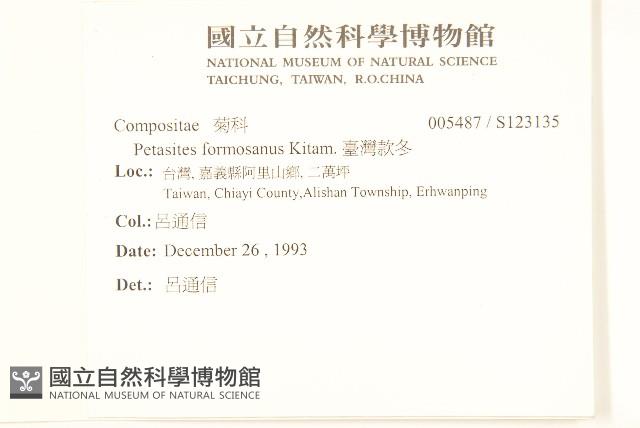 國立自然科學博物館
NATIONAL MUSEUM OF NATURAL SCIENCE
TAICHUNG, TAIWAN, R.O.CHINA
Compositae 菊科 005487 / S123135
Petasites formosanus Kitam. 臺灣款冬
Loc.: 台灣, 嘉義縣阿里山鄉, 二萬坪
Taiwan, Chiayi County,Alishan Township, Erhwanping
Col.: 呂通信
Date: December 26 , 1993
Det.: 呂通信
國立自然科學博物館
NATIONAL MUSEUM OF NATURAL SCIENCE